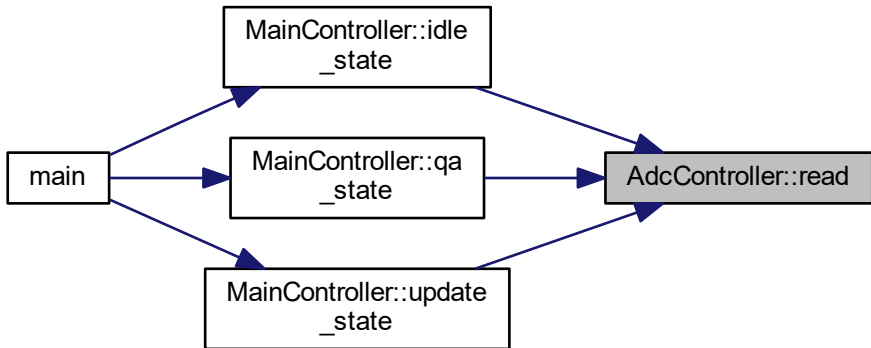 MainController::idle
_state
main
MainController::qa
_state
AdcController::read
MainController::update
_state